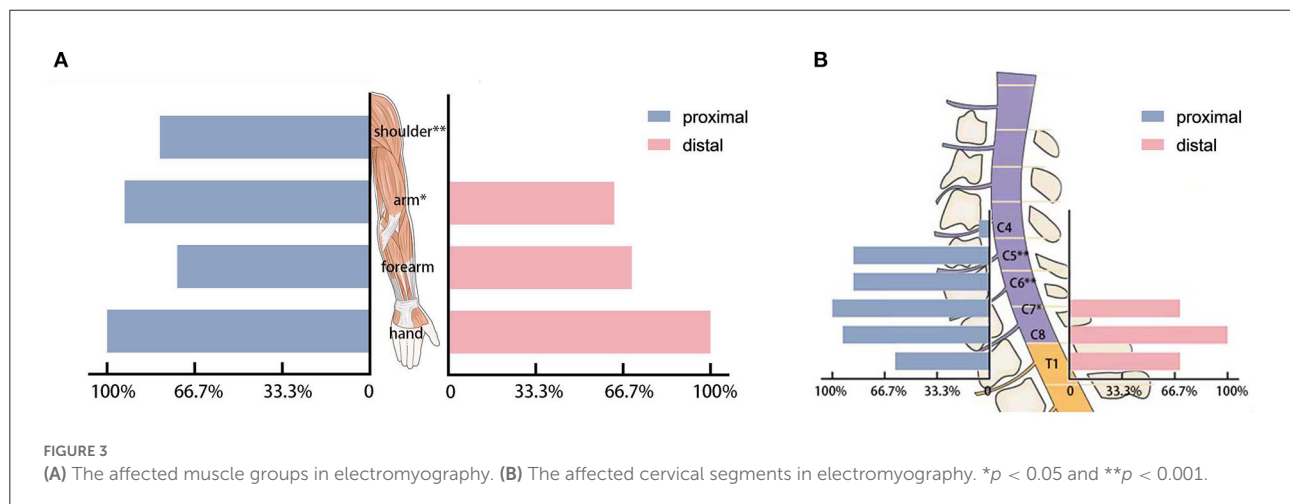 A
shoulder**
arm*
forearm
hand
proximal
distal
100% 66.7% 33.3% 0 0 33.3% 66.7% 100%
B
C4
C5**
C6**
C7*
C8
T1
proximal
distal
100% 66.7% 33.3% 0 0 33.3% 66.7% 100%
FIGURE 3
(A) The affected muscle groups in electromyography. (B) The affected cervical segments in electromyography. *p < 0.05 and **p < 0.001.